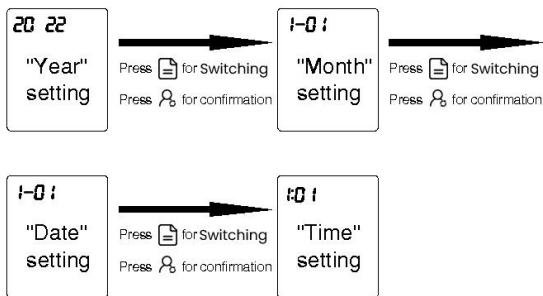 20 22
"Year"
setting
Press for Switching
Press for confirmation
1-01
"Month"
setting
Press for Switching
Press for confirmation
1-01
"Date"
setting
Press for Switching
Press for confirmation
1:01
"Time"
setting